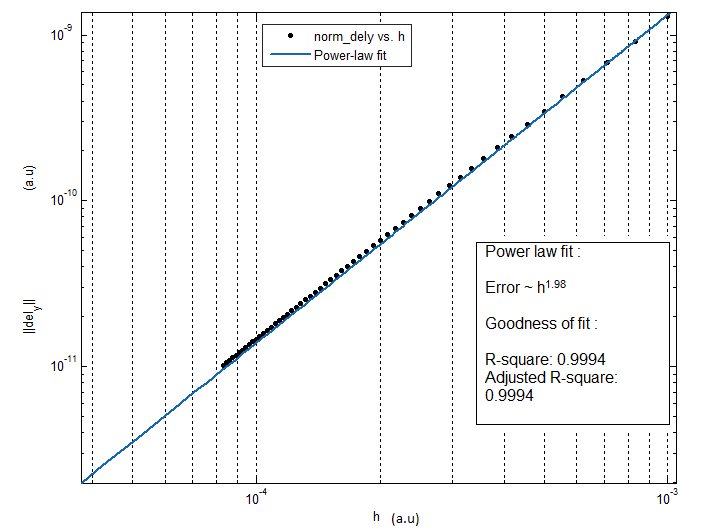 10^-9
norm_dely vs. h
Power-law fit
(a.u)
10^-10
Power law fit :
Error ~ h^1.98
Goodness of fit :
||del_y||
R-square: 0.9994
10^-11
Adjusted R-square:
0.9994
10^-4
10^-3
h (a.u)